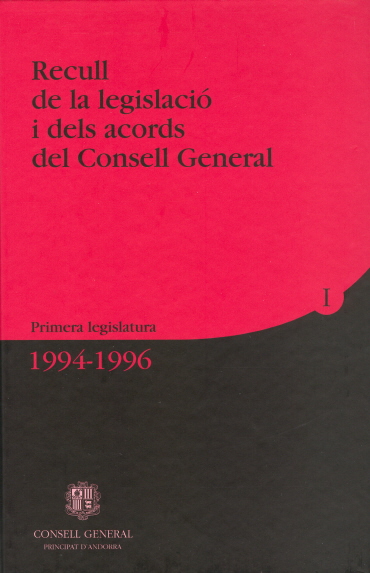 Recull
de la legislació
i dels acords
del Consell General
I
Primera legislatura
1994-1996
CONSELL GENERAL
PRINCIPAT D'ANDORRA